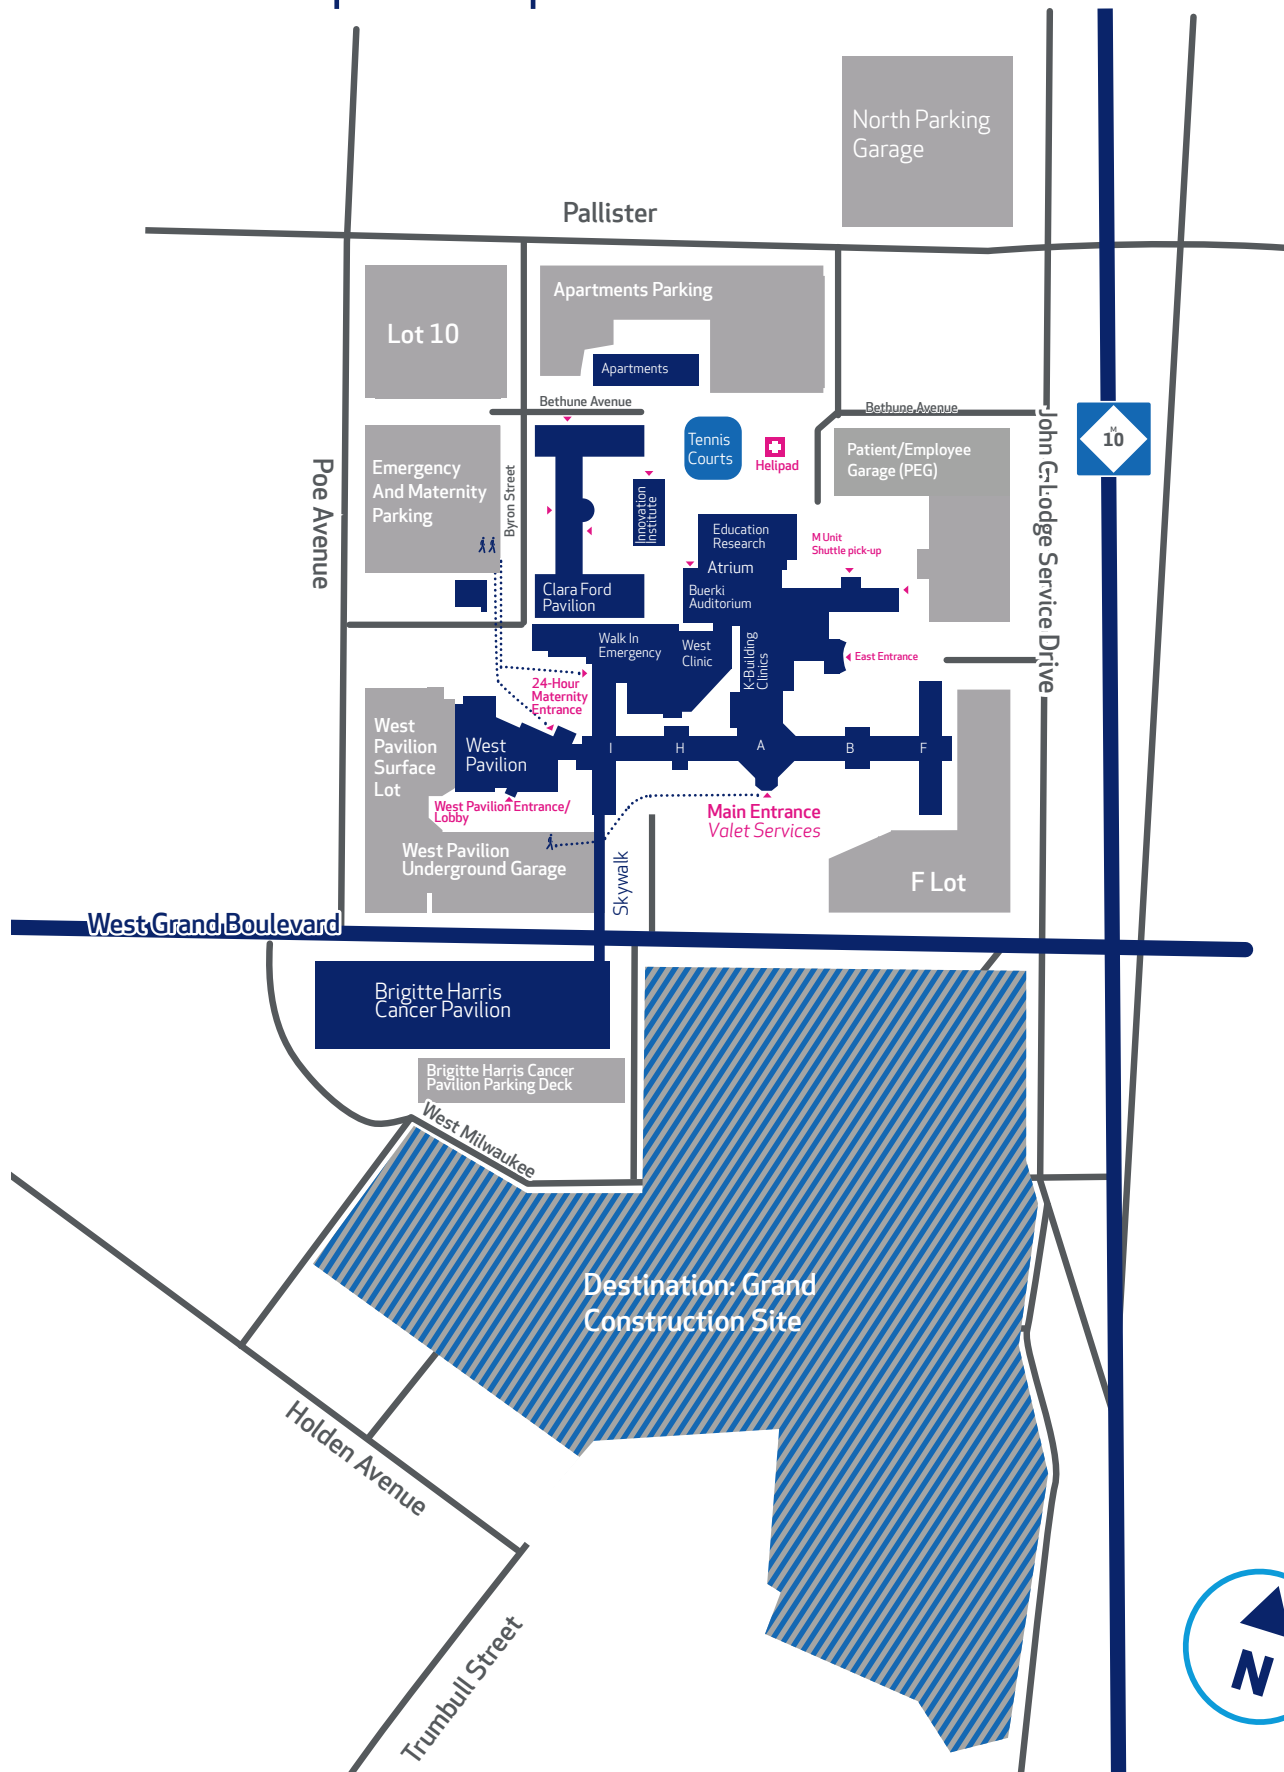 North Parking
Garage
Pallister
Apartments Parking
Lot 10
Apartments
Bethune Avenue
Bethune Avenue
Tennis
Courts
Helipad
M
10
Patient/Employee
Garage (PEG)
John C. Lodge Service Drive
Poe Avenue
Emergency
And Maternity
Parking
Byron Street
Innovation
Institute
Education
Research
Atrium
M Unit
Shuttle pick-up
Clara Ford
Pavilion
Buerki
Auditorium
Walk In
Emergency
West
Clinic
K-Building
Clinics
East Entrance
24-Hour
Maternity
Entrance
West
Pavilion
Surface
Lot
West
Pavilion
I
H
A
B
F
West Pavilion Entrance/
Lobby
Main Entrance
Valet Services
West Pavilion
Underground Garage
Skywalk
F Lot
West Grand Boulevard
Brigitte Harris
Cancer Pavilion
Brigitte Harris Cancer
Pavilion Parking Deck
West Milwaukee
Destination: Grand
Construction Site
Holden Avenue
Trumbull Street
N